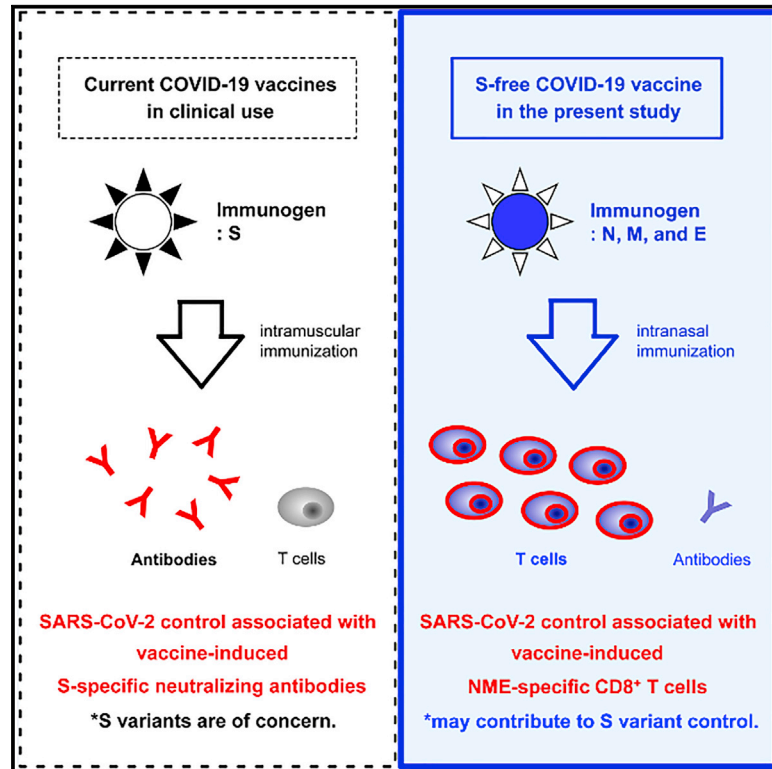 Current COVID-19 vaccines
in clinical use
Immunogen
: S
intramuscular
immunization
Antibodies
T cells
SARS-CoV-2 control associated with
vaccine-induced
S-specific neutralizing antibodies
*S variants are of concern.
S-free COVID-19 vaccine
in the present study
Immunogen
: N, M, and E
intranasal
immunization
T cells
Antibodies
SARS-CoV-2 control associated with
vaccine-induced
NME-specific CD8⁺ T cells
*may contribute to S variant control.